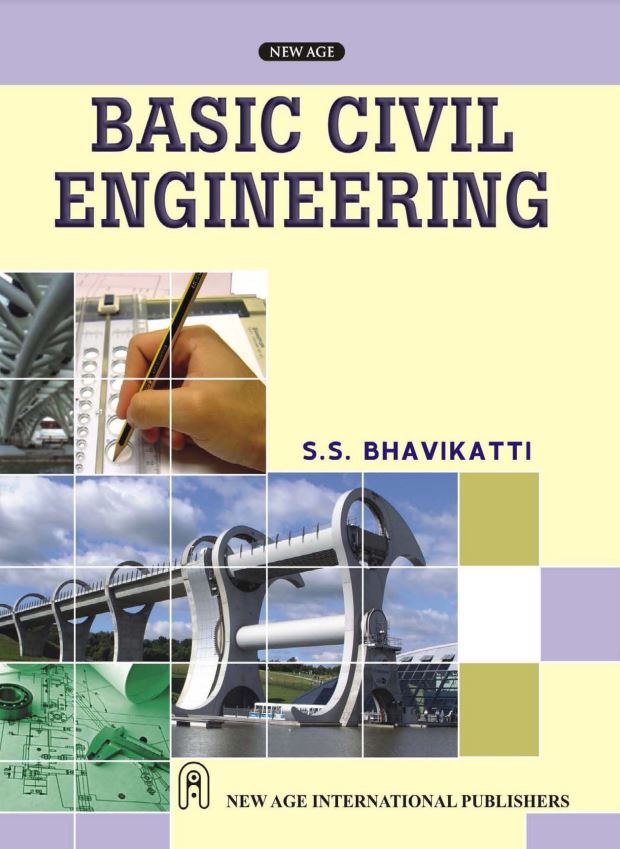 NEW AGE
BASIC CIVIL
ENGINEERING
S.S. BHAVIKATTI
NEW AGE INTERNATIONAL PUBLISHERS